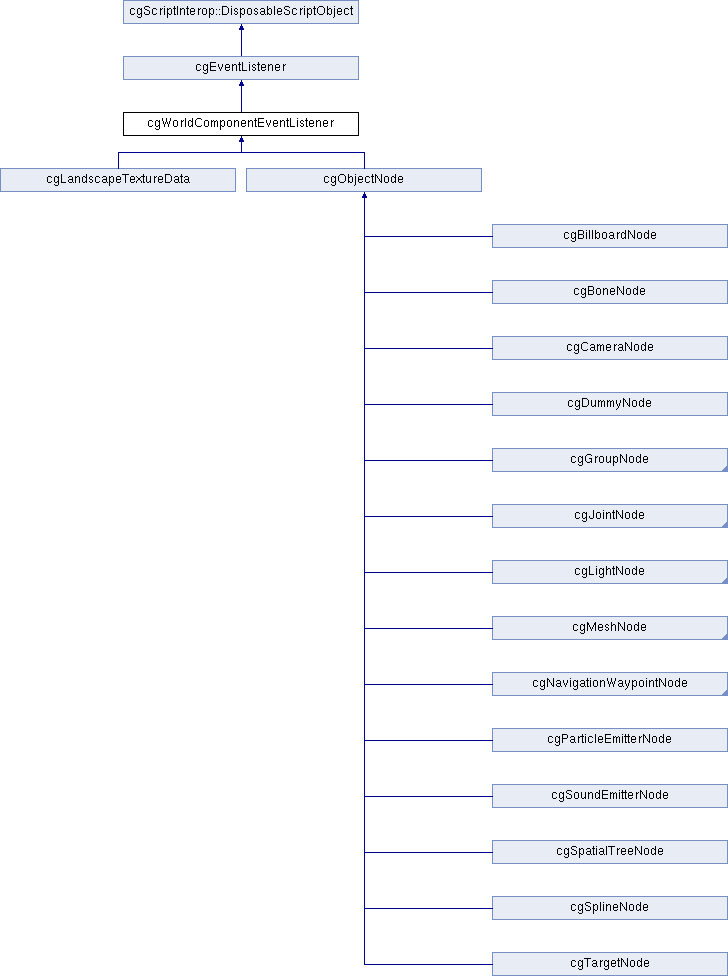 cgScriptInterop::DisposableScriptObject
cgEventListener
cgWorldComponentEventListener
cgLandscapeTextureData
cgObjectNode
cgBillboardNode
cgBoneNode
cgCameraNode
cgDummyNode
cgGroupNode
cgJointNode
cgLightNode
cgMeshNode
cgNavigationWaypointNode
cgParticleEmitterNode
cgSoundEmitterNode
cgSpatialTreeNode
cgSplineNode
cgTargetNode